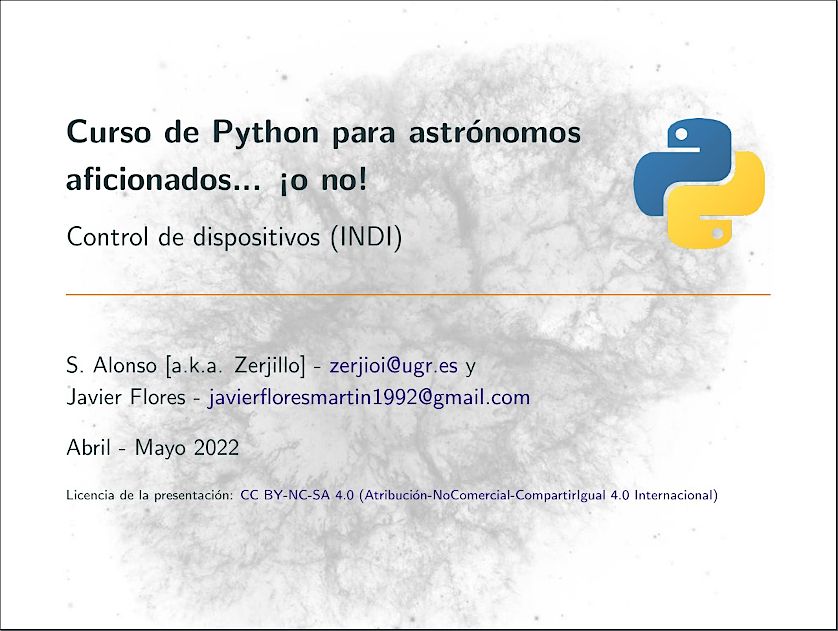 Curso de Python para astrónomos
aficionados... ¡o no!
Control de dispositivos (INDI)
S. Alonso [a.k.a. Zerjillo] - zerjioi@ugr.es y
Javier Flores - javierfloresmartin1992@gmail.com
Abril - Mayo 2022
Licencia de la presentación: CC BY-NC-SA 4.0 (Atribución-NoComercial-CompartirIgual 4.0 Internacional)